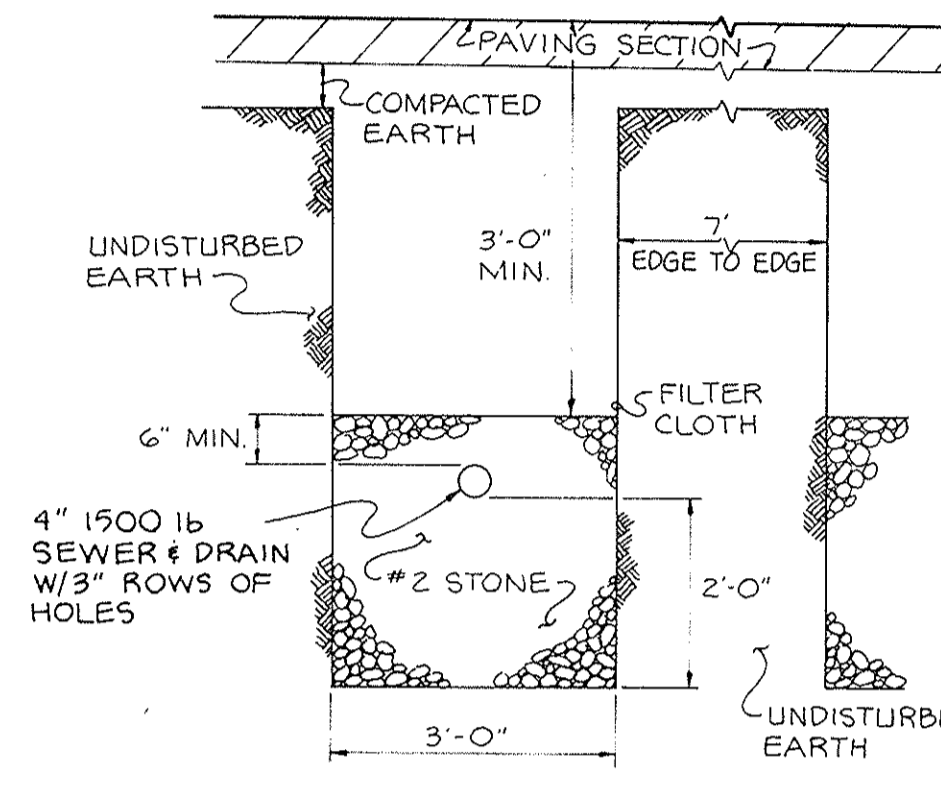 PAVING SECTION
COMPACTED
EARTH
UNDISTURBED
EARTH
3'-0"
MIN.
7'
EDGE TO EDGE
FILTER
CLOTH
6" MIN.
4" 1500 lb
SEWER & DRAIN
W/3" ROWS OF
HOLES
#2 STONE
2'-0"
3'-0"
UNDISTURBE
EARTH